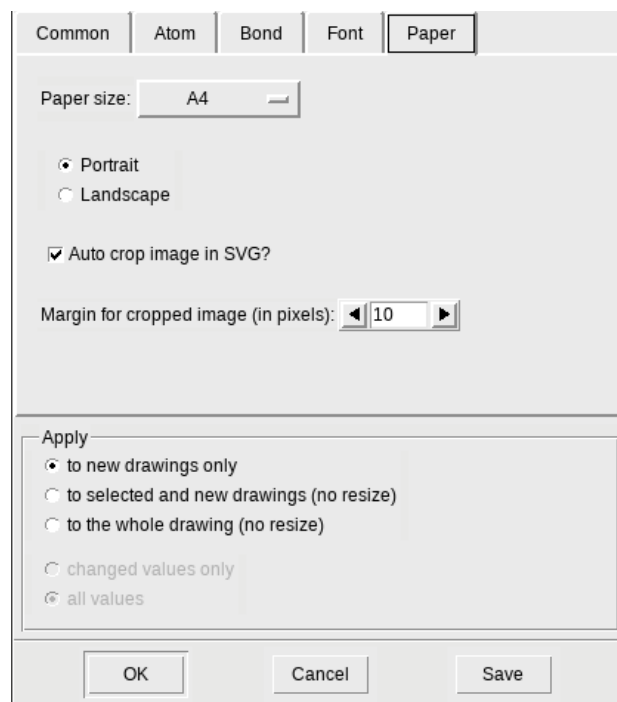 Common Atom Bond Font Paper
Paper size: A4
Portrait
Landscape
Auto crop image in SVG?
Margin for cropped image (in pixels): 10
Apply
to new drawings only
to selected and new drawings (no resize)
to the whole drawing (no resize)
changed values only
all values
OK Cancel Save